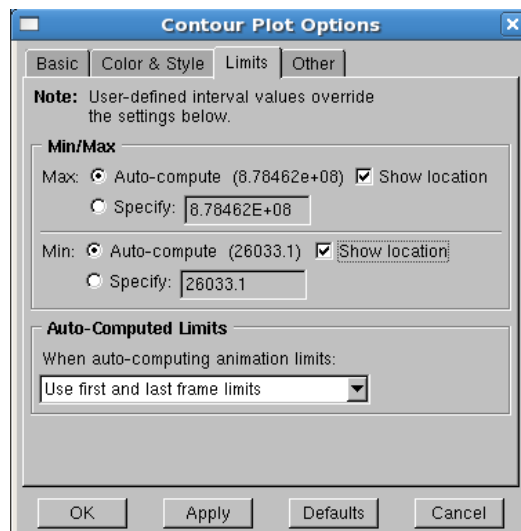 Contour Plot Options
Basic Color & Style Limits Other
Note: User-defined interval values override
the settings below.
Min/Max
Max: Auto-compute (8.78462e+08) Show location
Specify: 8.78462E+08
Min: Auto-compute (26033.1) Show location
Specify: 26033.1
Auto-Computed Limits
When auto-computing animation limits:
Use first and last frame limits
OK Apply Defaults Cancel